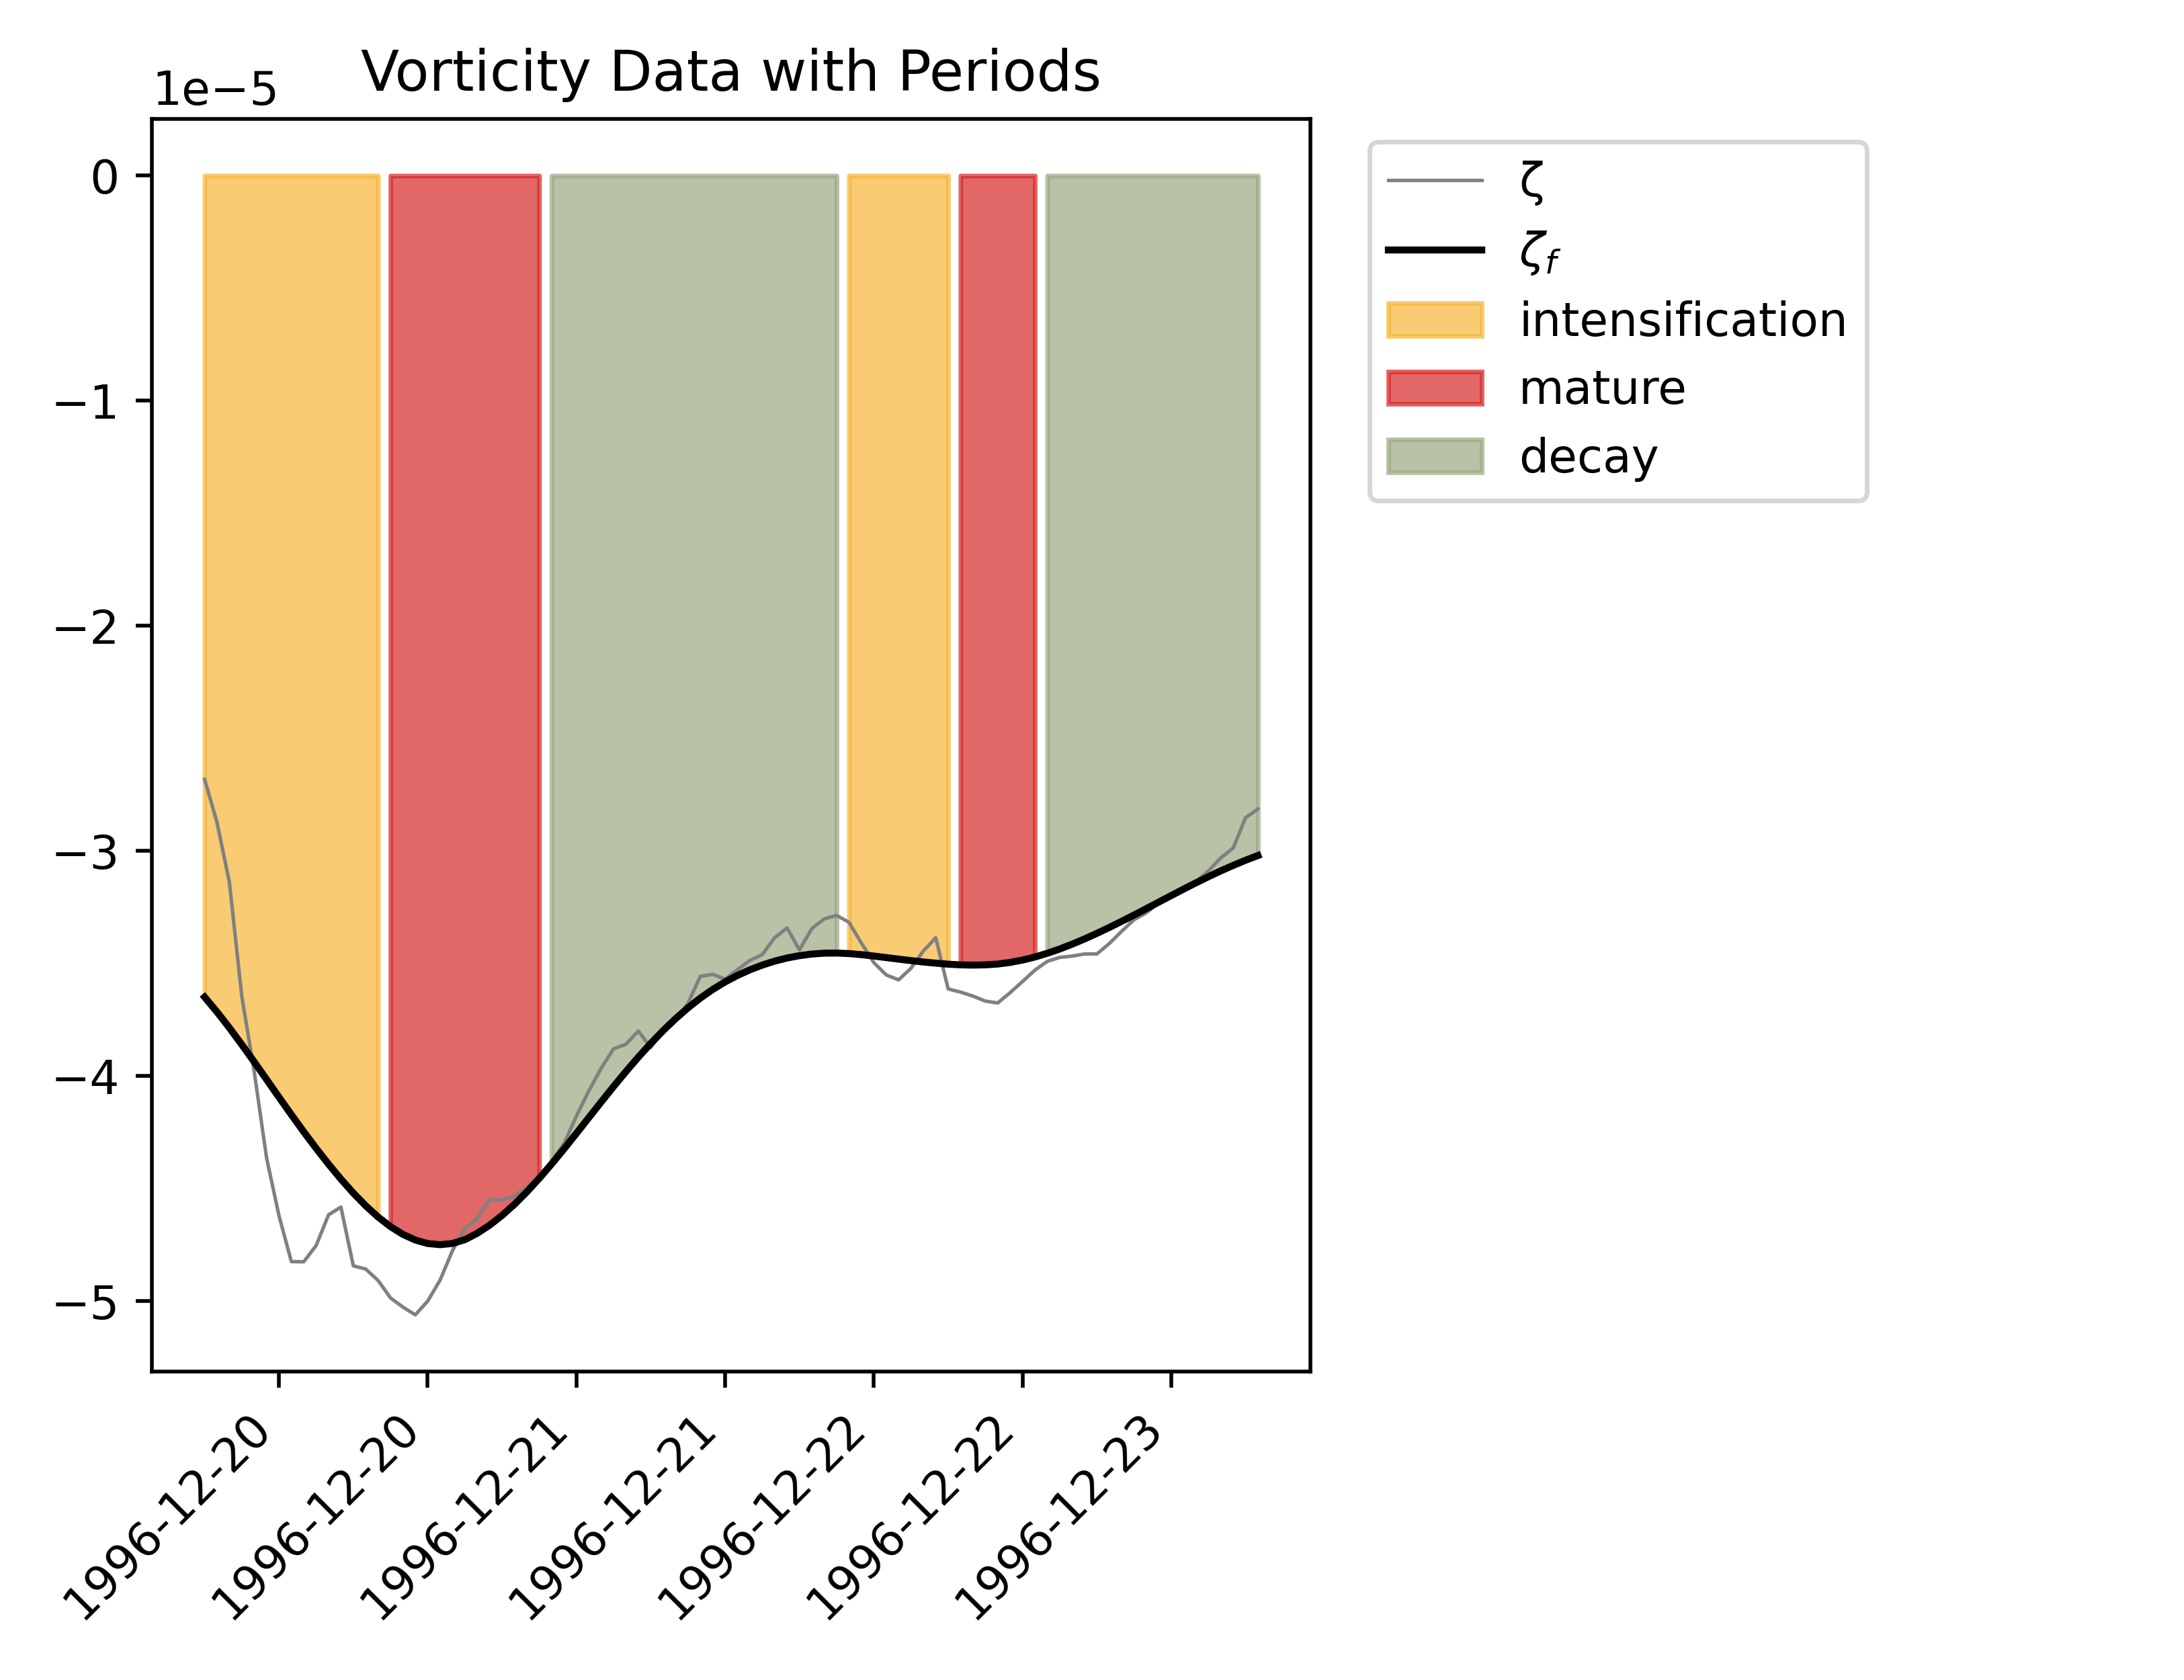 Vorticity Data with Periods
1e−5
0
−1
−2
−3
−4
−5
1996-12-20
1996-12-20
1996-12-21
1996-12-21
1996-12-22
1996-12-22
1996-12-23
ζ
ζf
intensification
mature
decay